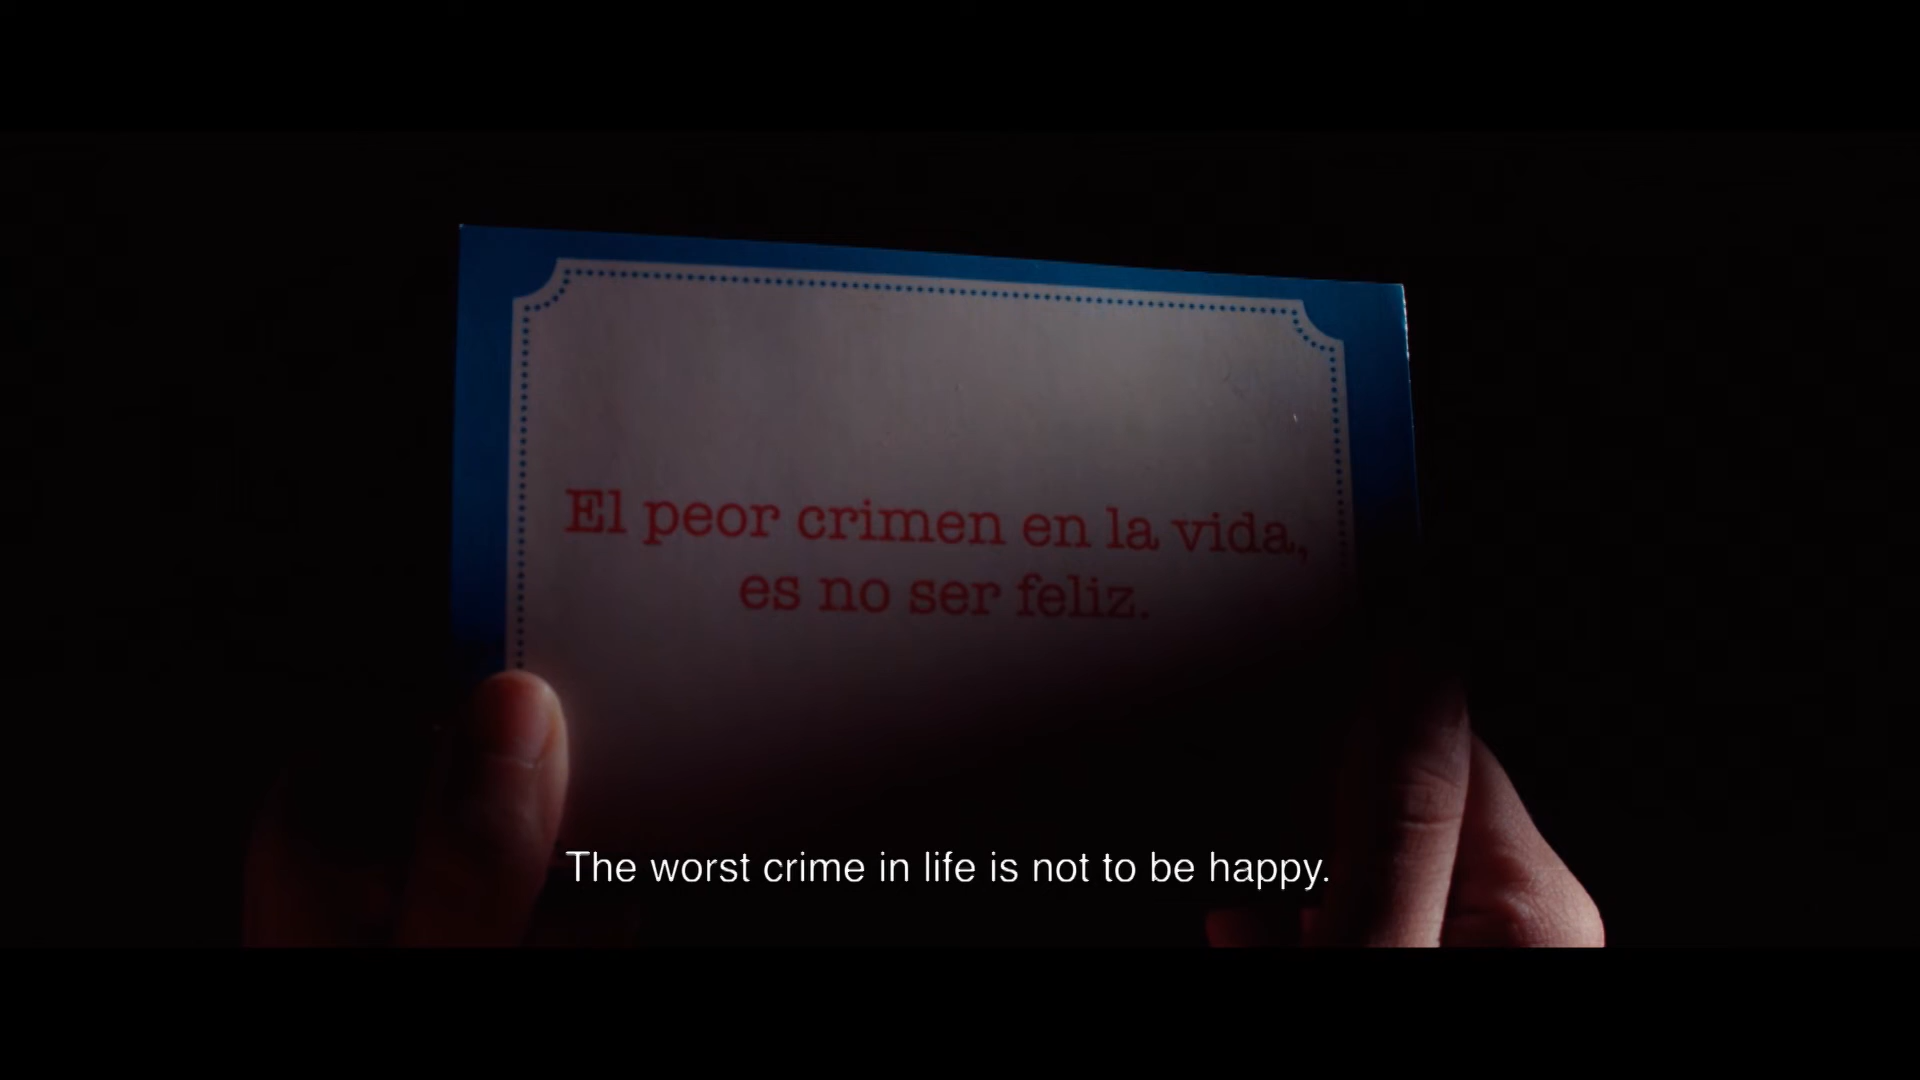 El peor crimen en la vida,
es no ser feliz.
The worst crime in life is not to be happy.